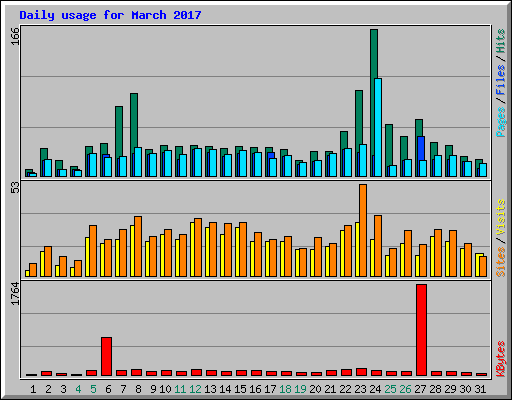 Daily usage for March 2017
166
Pages / Files / Hits
53
Sites / Visits
1764
KBytes
1 2 3 4 5 6 7 8 9 10 11 12 13 14 15 16 17 18 19 20 21 22 23 24 25 26 27 28 29 30 31